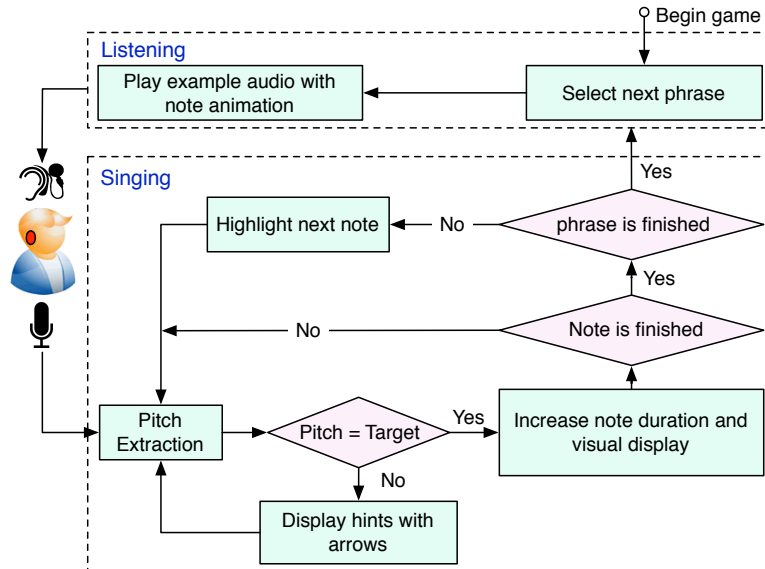 Begin game
Listening
Play example audio with
note animation
Select next phrase
Yes
Singing
Highlight next note
No
phrase is finished
Yes
No
Note is finished
Pitch
Extraction
Pitch = Target
Yes
Increase note duration and
visual display
No
Display hints with
arrows